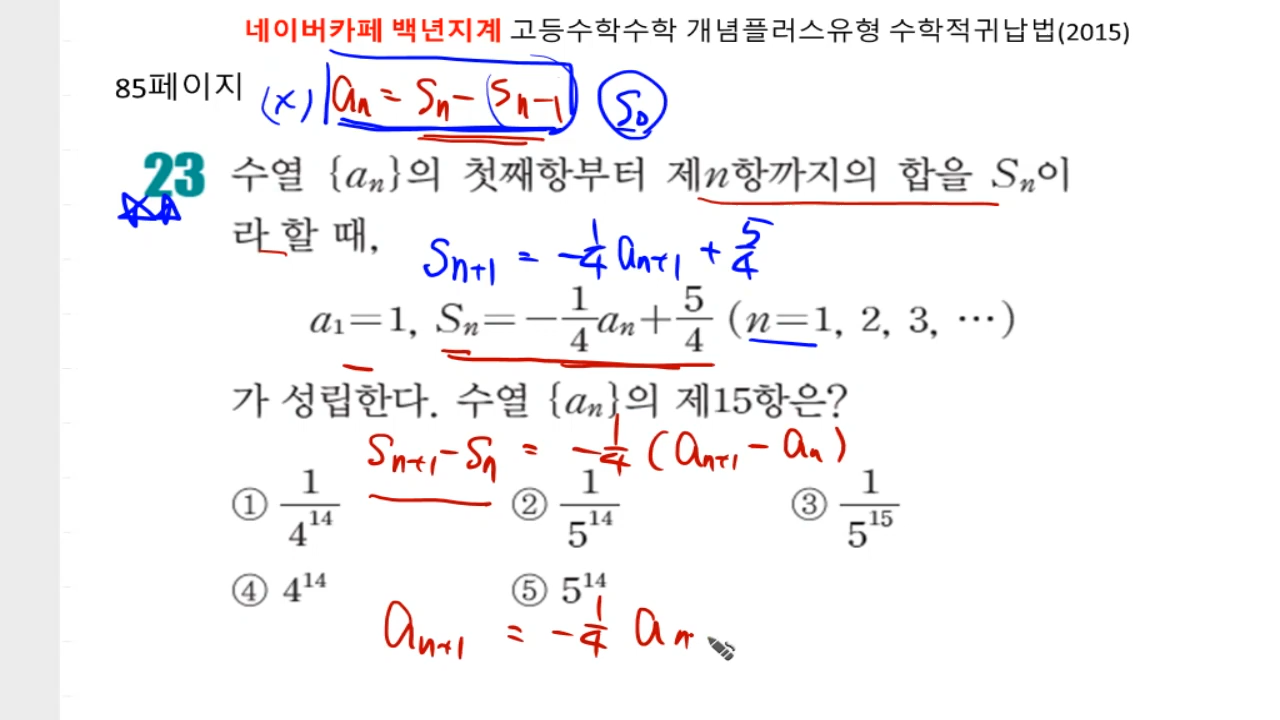 네이버카페 백년지계 고등수학수학 개념플러스유형 수학적귀납법(2015)
85페이지 (x) aₙ = Sₙ - Sₙ₋₁ S₀
23 수열 {aₙ}의 첫째항부터 제n항까지의 합을 Sₙ이
라 할 때,
Sₙ₊₁ = -1/4 aₙ₊₁ + 5/4
a₁=1, Sₙ=-1/4 aₙ+5/4 (n=1, 2, 3, …)
가 성립한다. 수열 {aₙ}의 제15항은?
Sₙ₊₁-Sₙ = -1/4 (aₙ₊₁ - aₙ)
① 1/4¹⁴ ② 1/5¹⁴ ③ 1/5¹⁵
④ 4¹⁴ ⑤ 5¹⁴
aₙ₊₁ = -1/4 aₙ